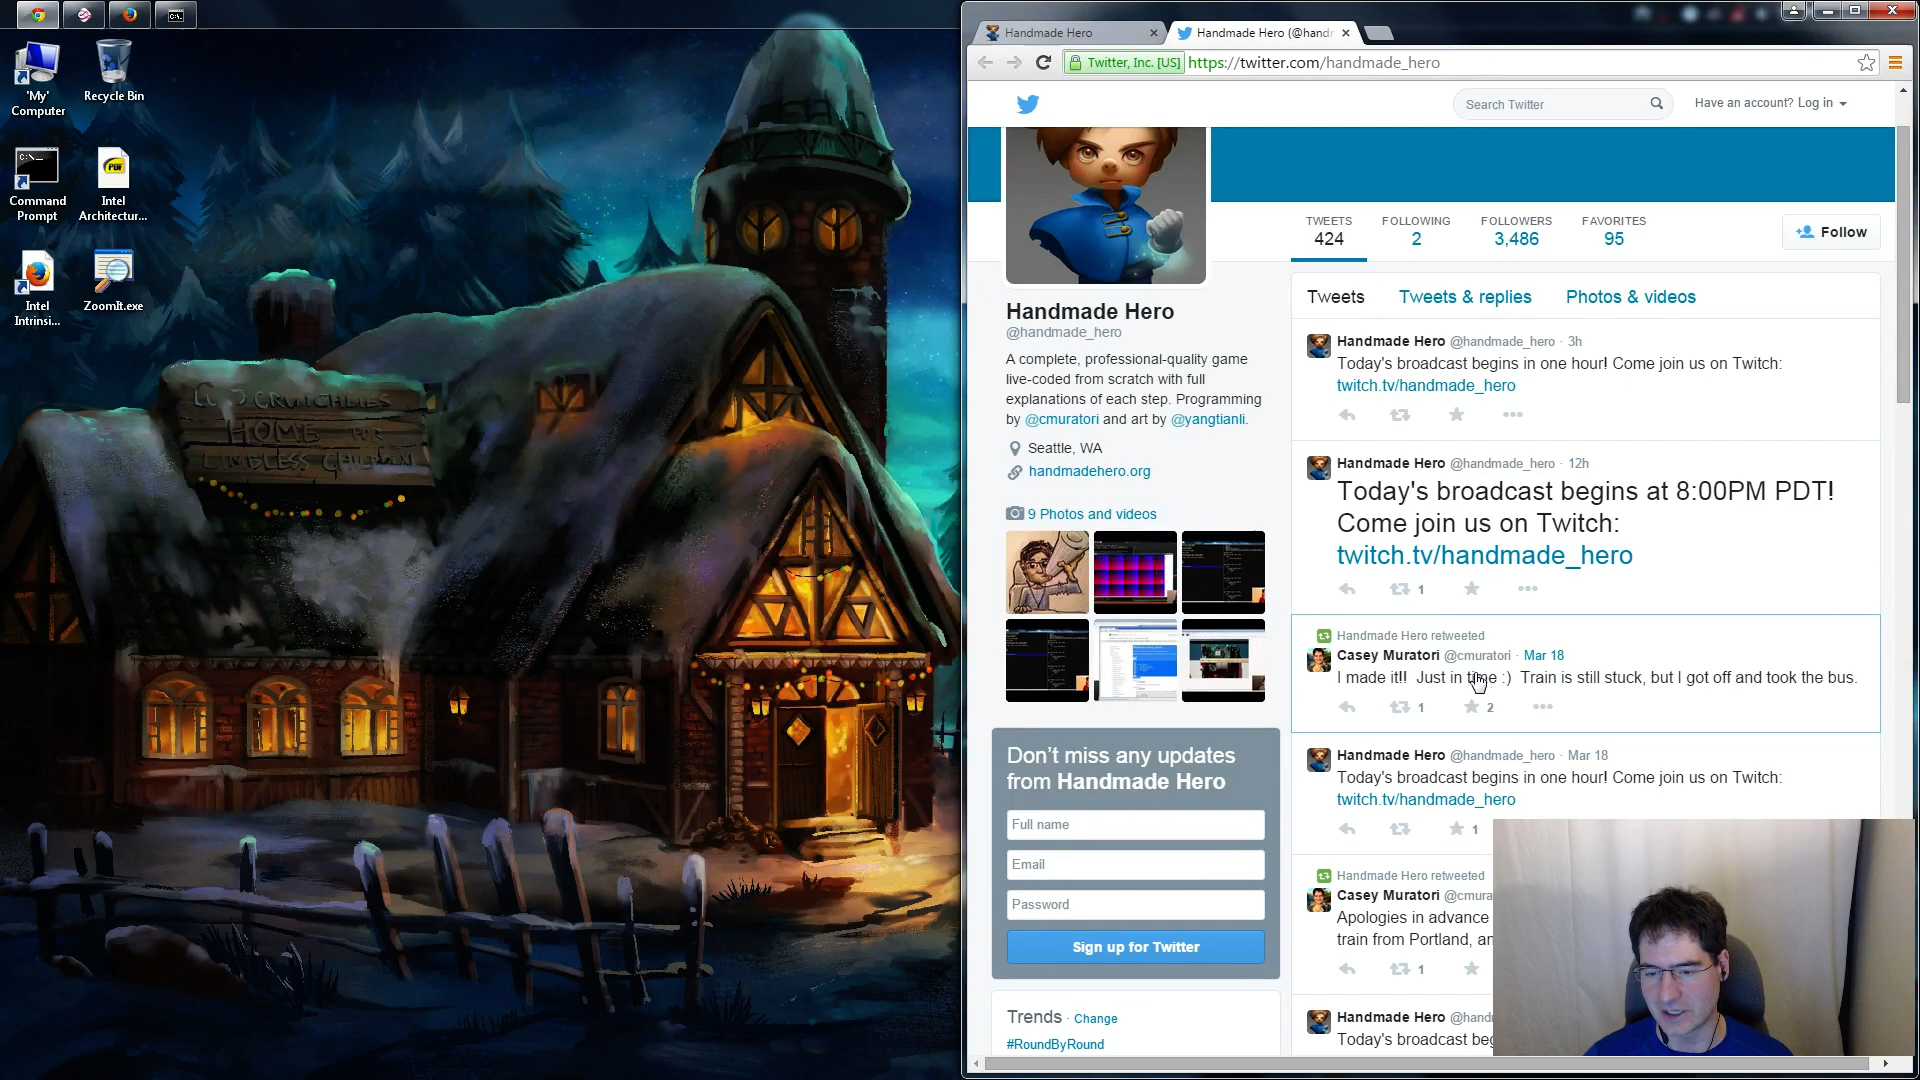 'My' Computer
Recycle Bin
Command Prompt
Intel Architectur...
Intel Intrinsi...
ZoomIt.exe
HOME FOR
Handmade Hero
Handmade Hero (@handr
Twitter, Inc. [US]
https://twitter.com/handmade_hero
Search Twitter
Have an account? Log in
TWEETS
424
FOLLOWING
2
FOLLOWERS
3,486
FAVORITES
95
Follow
Handmade Hero
@handmade_hero
A complete, professional-quality game
live-coded from scratch with full
explanations of each step. Programming
by @cmuratori and art by @yangtianli.
Seattle, WA
handmadehero.org
9 Photos and videos
Don't miss any updates
from Handmade Hero
Full name
Email
Password
Sign up for Twitter
Trends · Change
#RoundByRound
Tweets
Tweets & replies
Photos & videos
Handmade Hero @handmade_hero · 3h
Today's broadcast begins in one hour! Come join us on Twitch:
twitch.tv/handmade_hero
Handmade Hero @handmade_hero · 12h
Today's broadcast begins at 8:00PM PDT!
Come join us on Twitch:
twitch.tv/handmade_hero
1
Handmade Hero retweeted
Casey Muratori @cmuratori · Mar 18
I made it!! Just in time :) Train is still stuck, but I got off and took the bus.
1
2
Handmade Hero @handmade_hero · Mar 18
Today's broadcast begins in one hour! Come join us on Twitch:
twitch.tv/handmade_hero
1
Handmade Hero retweeted
Casey Muratori @cmura
Apologies in advance
train from Portland, an
1
Handmade Hero @hand
Today's broadcast beg